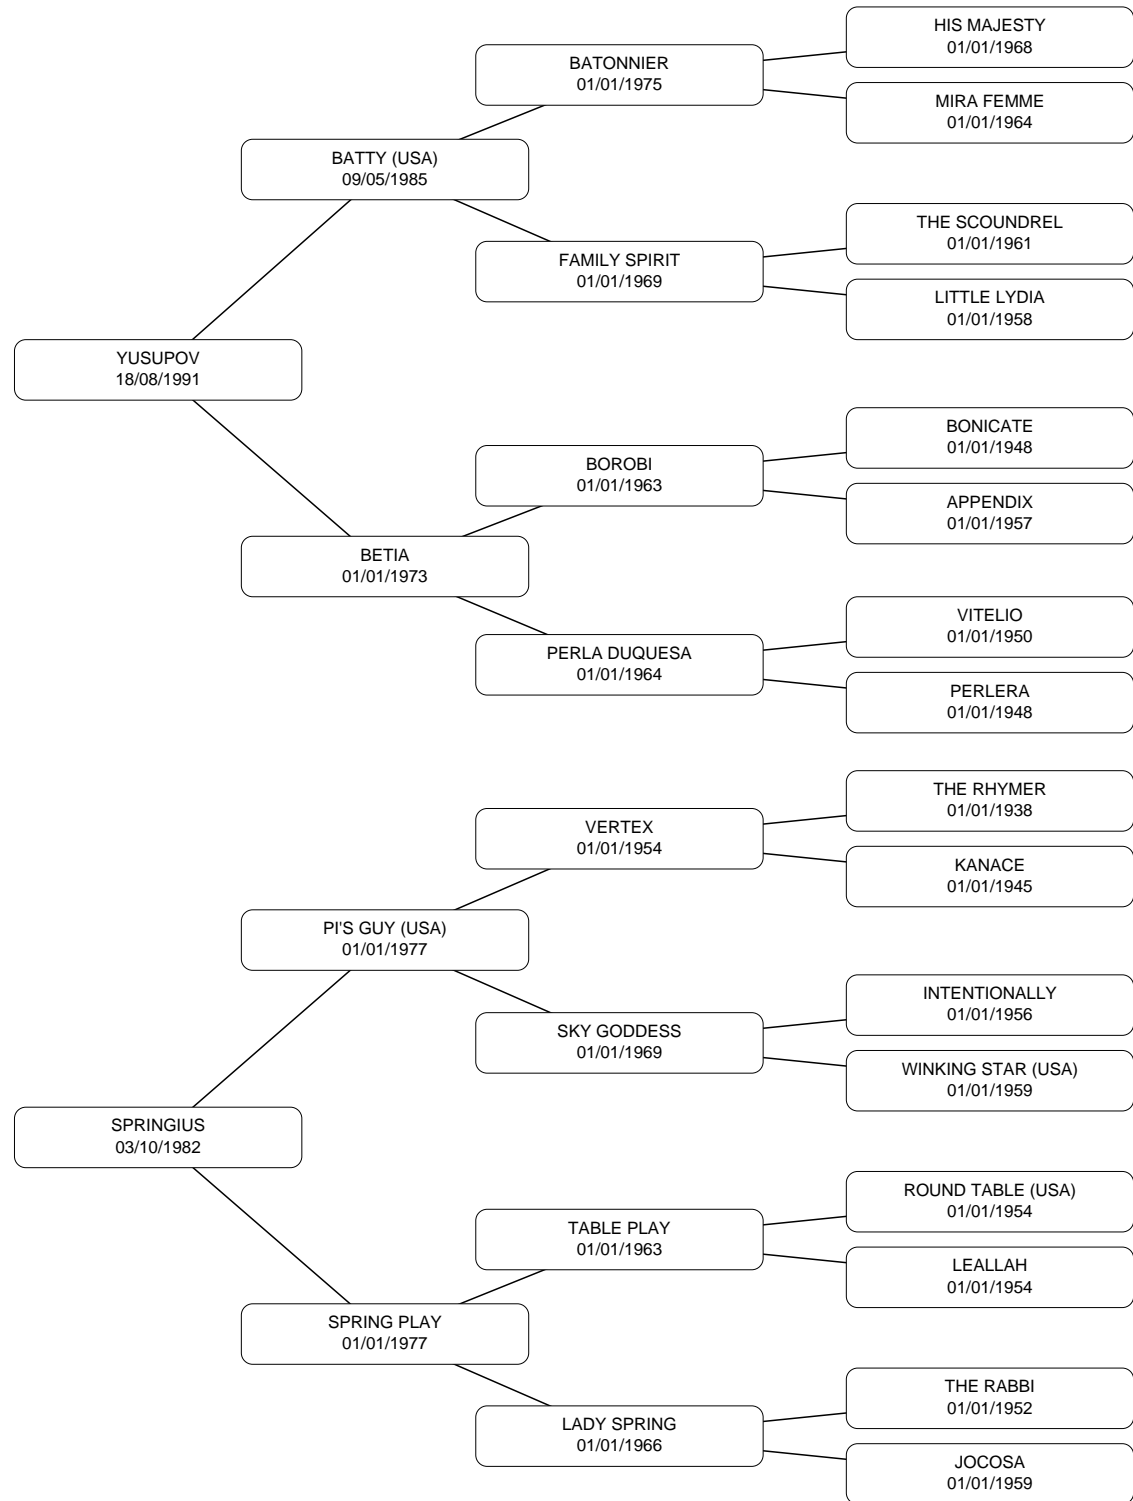 HIS MAJESTY
01/01/1968
BATONNIER
01/01/1975
MIRA FEMME
01/01/1964
BATTY (USA)
09/05/1985
THE SCOUNDREL
01/01/1961
FAMILY SPIRIT
01/01/1969
LITTLE LYDIA
01/01/1958
YUSUPOV
18/08/1991
BONICATE
01/01/1948
BOROBI
01/01/1963
APPENDIX
01/01/1957
BETIA
01/01/1973
VITELIO
01/01/1950
PERLA DUQUESA
01/01/1964
PERLERA
01/01/1948
THE RHYMER
01/01/1938
VERTEX
01/01/1954
KANACE
01/01/1945
PI'S GUY (USA)
01/01/1977
INTENTIONALLY
01/01/1956
SKY GODDESS
01/01/1969
WINKING STAR (USA)
01/01/1959
SPRINGIUS
03/10/1982
ROUND TABLE (USA)
01/01/1954
TABLE PLAY
01/01/1963
LEALLAH
01/01/1954
SPRING PLAY
01/01/1977
THE RABBI
01/01/1952
LADY SPRING
01/01/1966
JOCOSA
01/01/1959